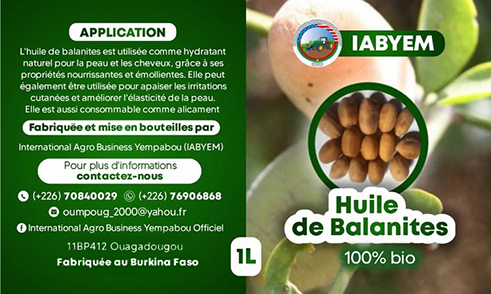 APPLICATION
L'huile de balanites est utilisée comme hydratant
naturel pour la peau et les cheveux, grâce à ses
propriétés nourrissantes et émollientes. Elle peut
également être utilisée pour apaiser les irritations
cutanées et améliorer l'élasticité de la peau.
Elle est aussi consommable comme alicament
Fabriquée et mise en bouteilles par
International Agro Business Yempabou (IABYEM)
Pour plus d'informations
contactez-nous
(+226) 70840029 (+226) 76906868
oumpoug_2000@yahou.fr
International Agro Business Yempabou Officiel
11BP412 Ouagadougou
Fabriquée au Burkina Faso
1L
IABYEM
Huile
de Balanites
100% bio